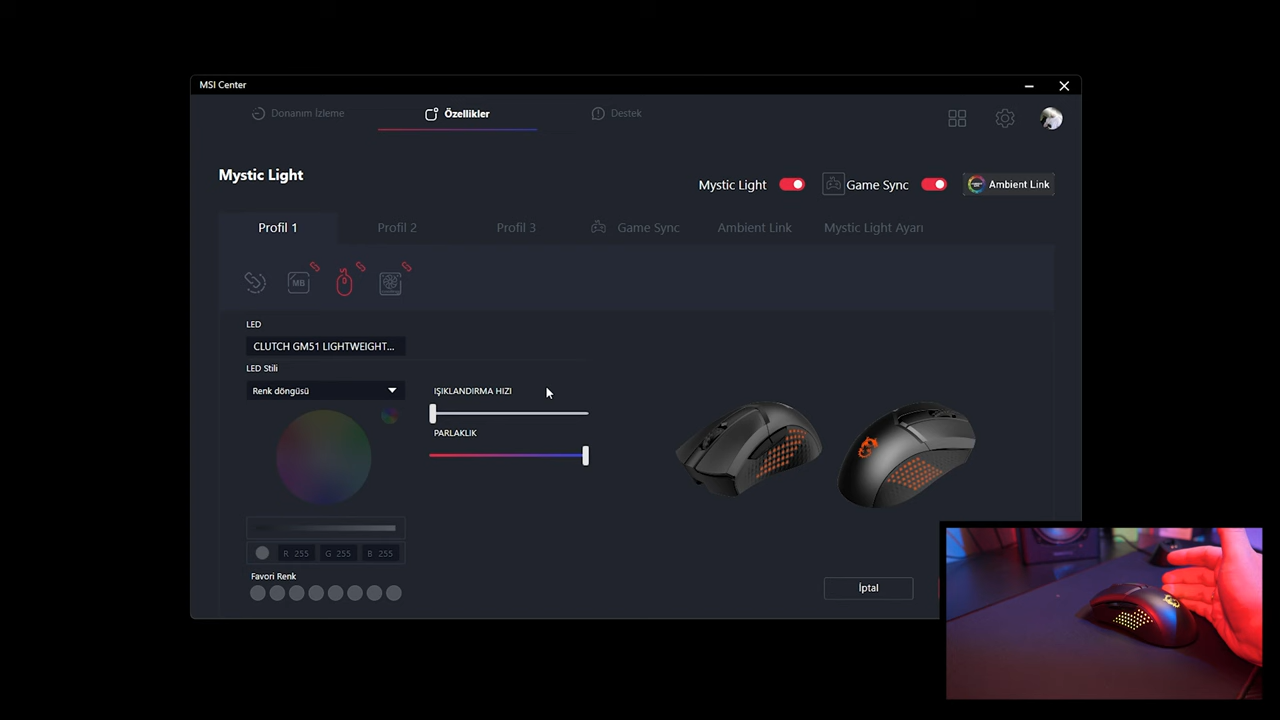 MSI Center
Donanım İzleme
Özellikler
Destek
Mystic Light
Mystic Light
Game Sync
Ambient Link
Profil 1
Profil 2
Profil 3
Game Sync
Ambient Link
Mystic Light Ayarı
MB
LED
CLUTCH GM51 LIGHTWEIGHT...
LED Stili
Renk döngüsü
IŞIKLANDIRMA HIZI
PARLAKLIK
R 255
G 255
B 255
Favori Renk
İptal